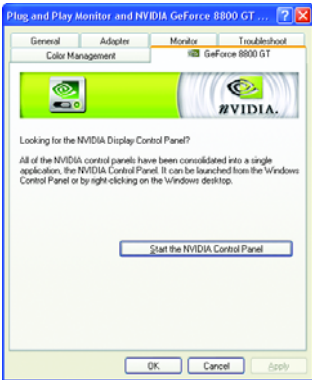 Plug and Play Monitor and NVIDIA GeForce 8800 GT ...
General
Adapter
Monitor
Troubleshoot
Color Management
GeForce 8800 GT
NVIDIA.
Looking for the NVIDIA Display Control Panel?
All of the NVIDIA control panels have been consolidated into a single
application, the NVIDIA Control Panel. It can be launched from the Windows
Control Panel or by right-clicking on the Windows desktop.
Start the NVIDIA Control Panel
OK
Cancel
Apply